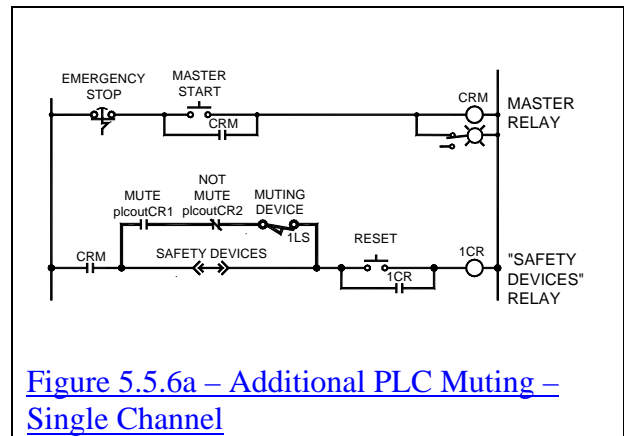 EMERGENCY
STOP
MASTER
START
CRM
CRM
MASTER
RELAY
MUTE
plcoutCR1
NOT
MUTE
plcoutCR2
MUTING
DEVICE
1LS
CRM
SAFETY DEVICES
RESET
1CR
1CR
"SAFETY
DEVICES"
RELAY
Figure 5.5.6a – Additional PLC Muting –
Single Channel